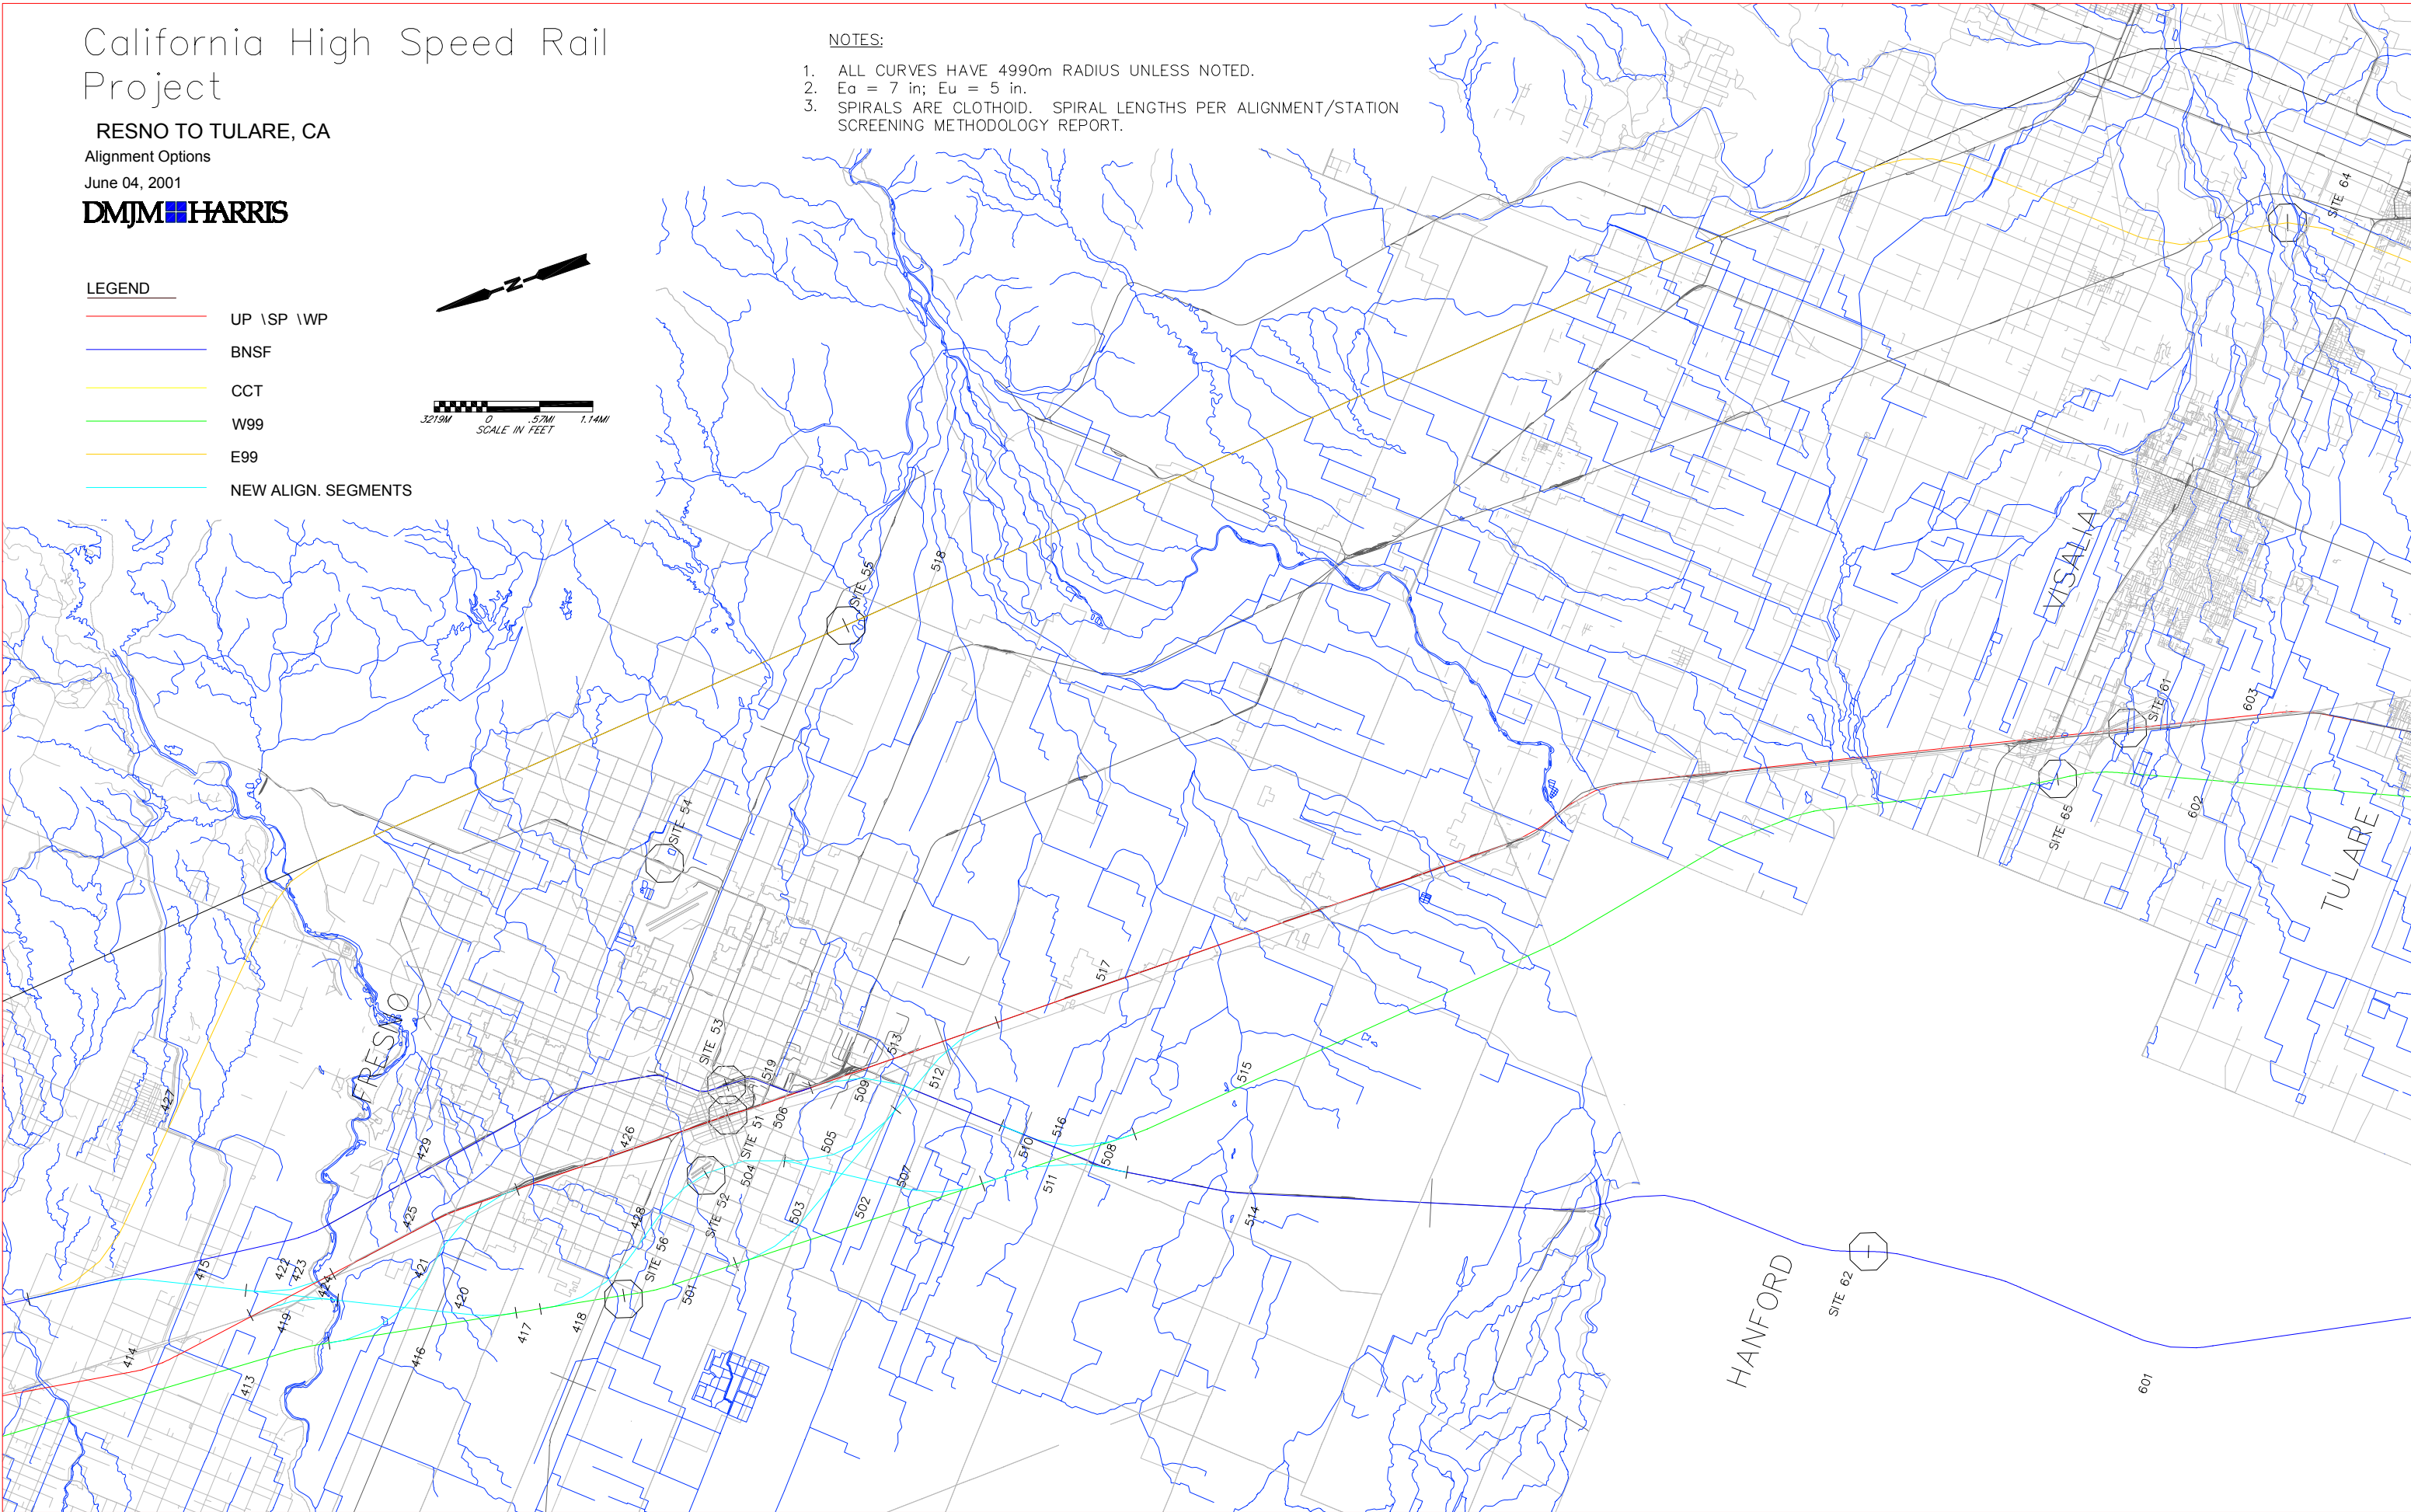 California High Speed Rail
Project
RESNO TO TULARE, CA
Alignment Options
June 04, 2001
DMJM HARRIS
NOTES:
1. ALL CURVES HAVE 4990m RADIUS UNLESS NOTED.
2. Ea = 7 in; Eu = 5 in.
3. SPIRALS ARE CLOTHOID. SPIRAL LENGTHS PER ALIGNMENT/STATION
SCREENING METHODOLOGY REPORT.
LEGEND
UP \SP \WP
BNSF
CCT
W99
E99
NEW ALIGN. SEGMENTS
N
3219M 0 .57MI 1.14MI
SCALE IN FEET
SITE 64
SITE 55
518
VISALIA
SITE 61
603
SITE 54
SITE 65
602
TULARE
FRESNO
427
517
SITE 53
519
513
509
512
515
429
426
SITE 51
506
505
510
516
508
425
428
SITE 52
504
503
502
507
511
514
415
422
423
424
421
420
SITE 56
501
419
417
418
414
413
416
HANFORD
SITE 62
601